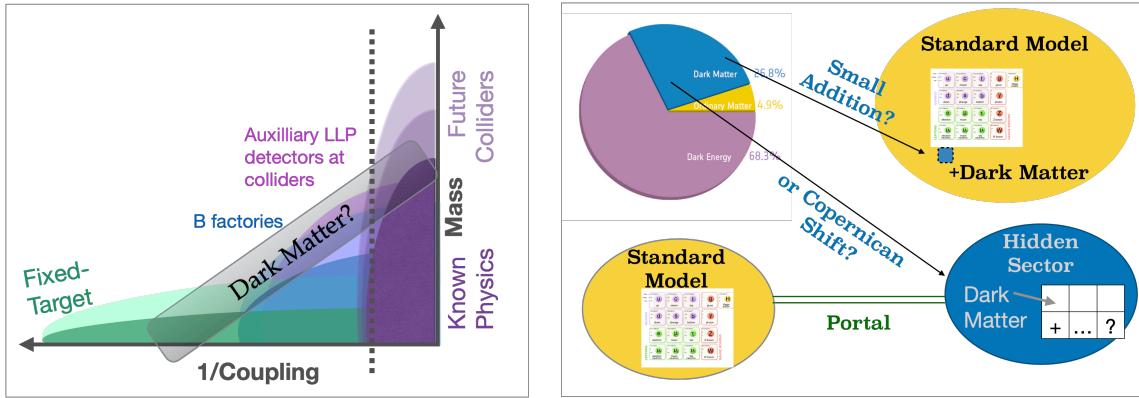 Auxilliary LLP
detectors at
colliders
B factories
Fixed-
Target
Dark Matter?
Future
Colliders
Mass
Known
Physics
1/Coupling
Dark Matter
26.8%
Ordinary Matter
4.9%
Dark Energy
68.3%
Small
Addition?
Standard Model
+Dark Matter
or Copernican
Shift?
Standard
Model
Portal
Hidden
Sector
Dark
Matter
+ ... ?